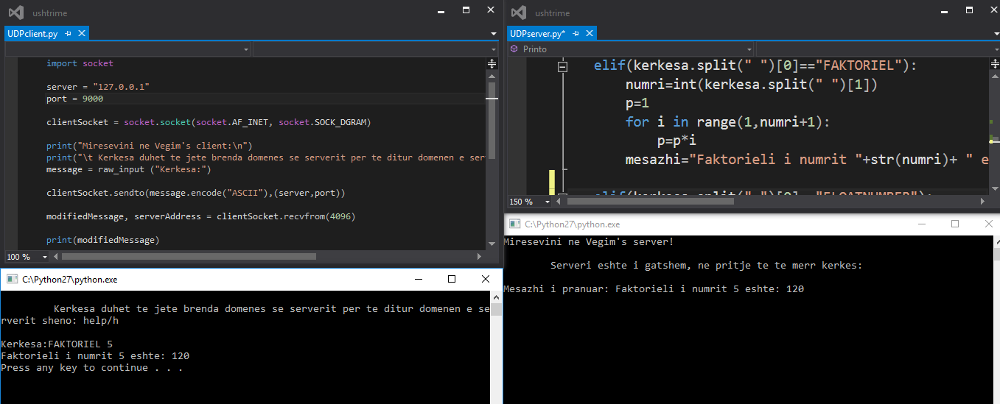 ushtrime
UDPclient.py
import socket
server = "127.0.0.1"
port = 9000
clientSocket = socket.socket(socket.AF_INET, socket.SOCK_DGRAM)
print("Miresevini ne Vegim's client:\n")
print("\t Kerkesa duhet te jete brenda domenes se serverit per te ditur domenen e ser
message = raw_input ("Kerkesa:")
clientSocket.sendto(message.encode("ASCII"),(server,port))
modifiedMessage, serverAddress = clientSocket.recvfrom(4096)
print(modifiedMessage)
100 %
C:\Python27\python.exe
Kerkesa duhet te jete brenda domenes se serverit per te ditur domenen e se
rverit sheno: help/h
Kerkesa:FAKTORIEL 5
Faktorieli i numrit 5 eshte: 120
Press any key to continue . . .
ushtrime
UDPserver.py*
Printo
elif(kerkesa.split(" ")[0]=="FAKTORIEL"):
numri=int(kerkesa.split(" ")[1])
p=1
for i in range(1,numri+1):
p=p*i
mesazhi="Faktorieli i numrit "+str(numri)+ " e
elif(kerkesa.split(" ")[0]=="FLOATNUMBER"):
150 %
C:\Python27\python.exe
Miresevini ne Vegim's server!
Serveri eshte i gatshem, ne pritje te te merr kerkes:
Mesazhi i pranuar: Faktorieli i numrit 5 eshte: 120